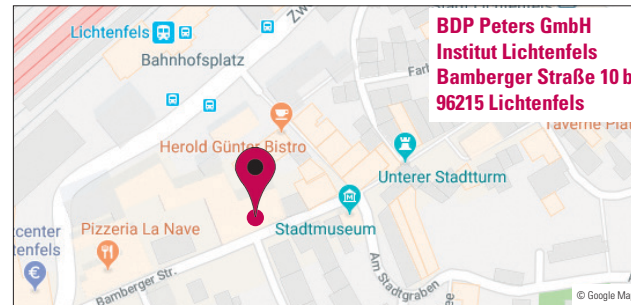 BDP Peters GmbH
Institut Lichtenfels
Bamberger Straße 10 b
96215 Lichtenfels
Lichtenfels
Bahnhofsplatz
Herold Günter Bistro
Unterer Stadtturm
Stadtmuseum
Pizzeria La Nave
Bamberger Str.
Am Stadtgraben
© Google Ma